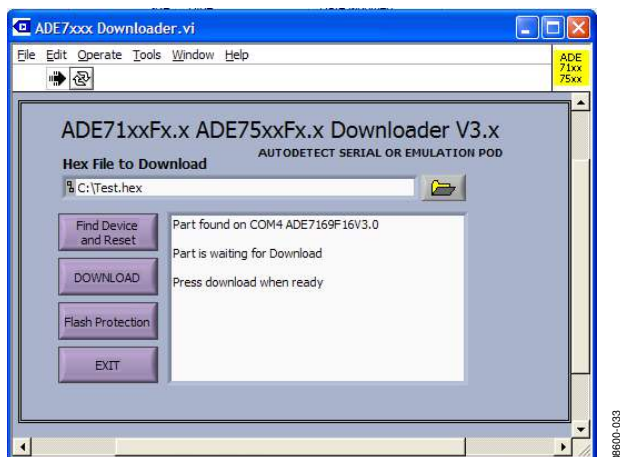 ADE7xxx Downloader.vi
File Edit Operate Tools Window Help
ADE
71xx
75xx
ADE71xxFx.x ADE75xxFx.x Downloader V3.x
AUTODETECT SERIAL OR EMULATION POD
Hex File to Download
C:\Test.hex
Find Device
and Reset
DOWNLOAD
Flash Protection
EXIT
Part found on COM4 ADE7169F16V3.0
Part is waiting for Download
Press download when ready